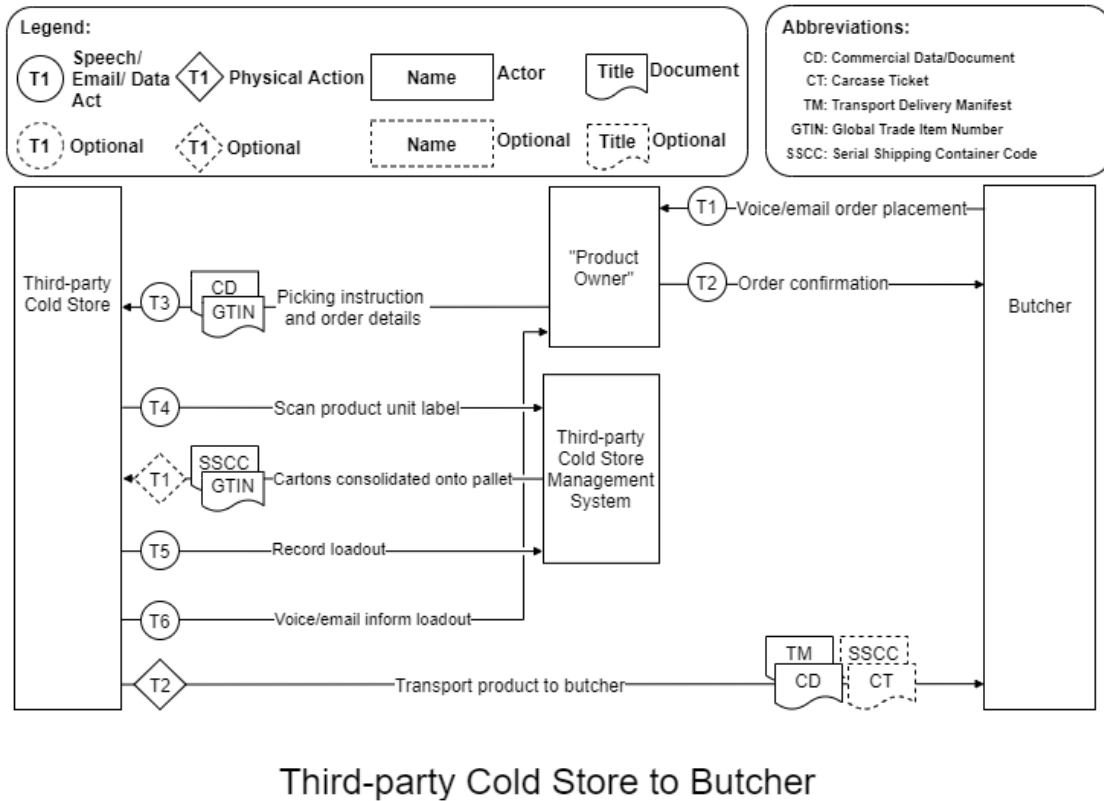 Legend:
T1
Speech/
Email/ Data
Act
T1
Physical Action
Name
Actor
Title
Document
T1
Optional
T1
Optional
Name
Optional
Title
Optional
Abbreviations:
CD: Commercial Data/Document
CT: Carcase Ticket
TM: Transport Delivery Manifest
GTIN: Global Trade Item Number
SSCC: Serial Shipping Container Code
Third-party
Cold Store
"Product
Owner"
Butcher
T1
Voice/email order placement
T2
Order confirmation
T3
CD
GTIN
Picking instruction
and order details
T4
Scan product unit label
Third-party
Cold Store
Management
System
T1
SSCC
GTIN
Cartons consolidated onto pallet
T5
Record loadout
T6
Voice/email inform loadout
T2
Transport product to butcher
TM
CD
SSCC
CT
Third-party Cold Store to Butcher